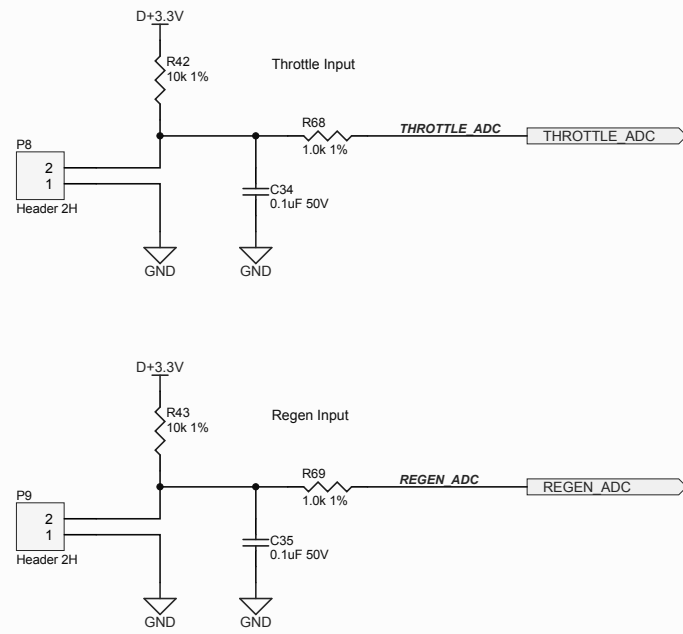 D+3.3V
R42
10k 1%
Throttle Input
R68
1.0k 1%
THROTTLE_ADC
THROTTLE_ADC
P8
2
1
Header 2H
C34
0.1uF 50V
GND
GND
D+3.3V
R43
10k 1%
Regen Input
R69
1.0k 1%
REGEN_ADC
REGEN_ADC
P9
2
1
Header 2H
C35
0.1uF 50V
GND
GND